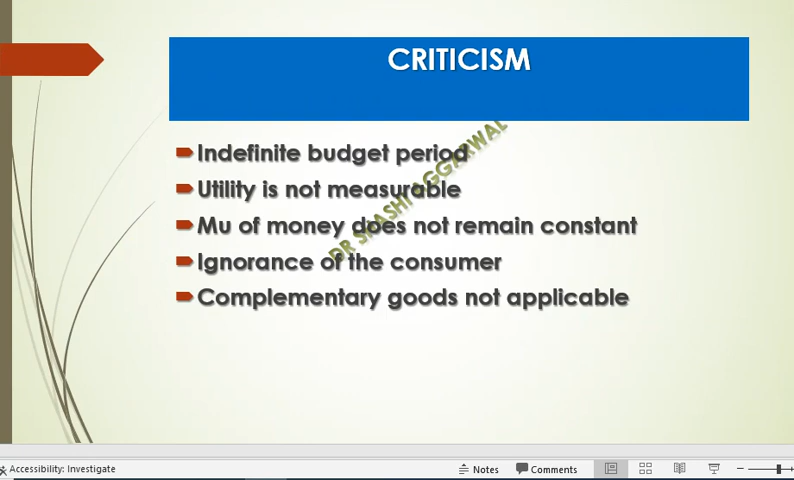 CRITICISM
Indefinite budget period
Utility is not measurable
Mu of money does not remain constant
Ignorance of the consumer
Complementary goods not applicable
DR SHASHI AGGARWAL
Accessibility: Investigate
Notes
Comments